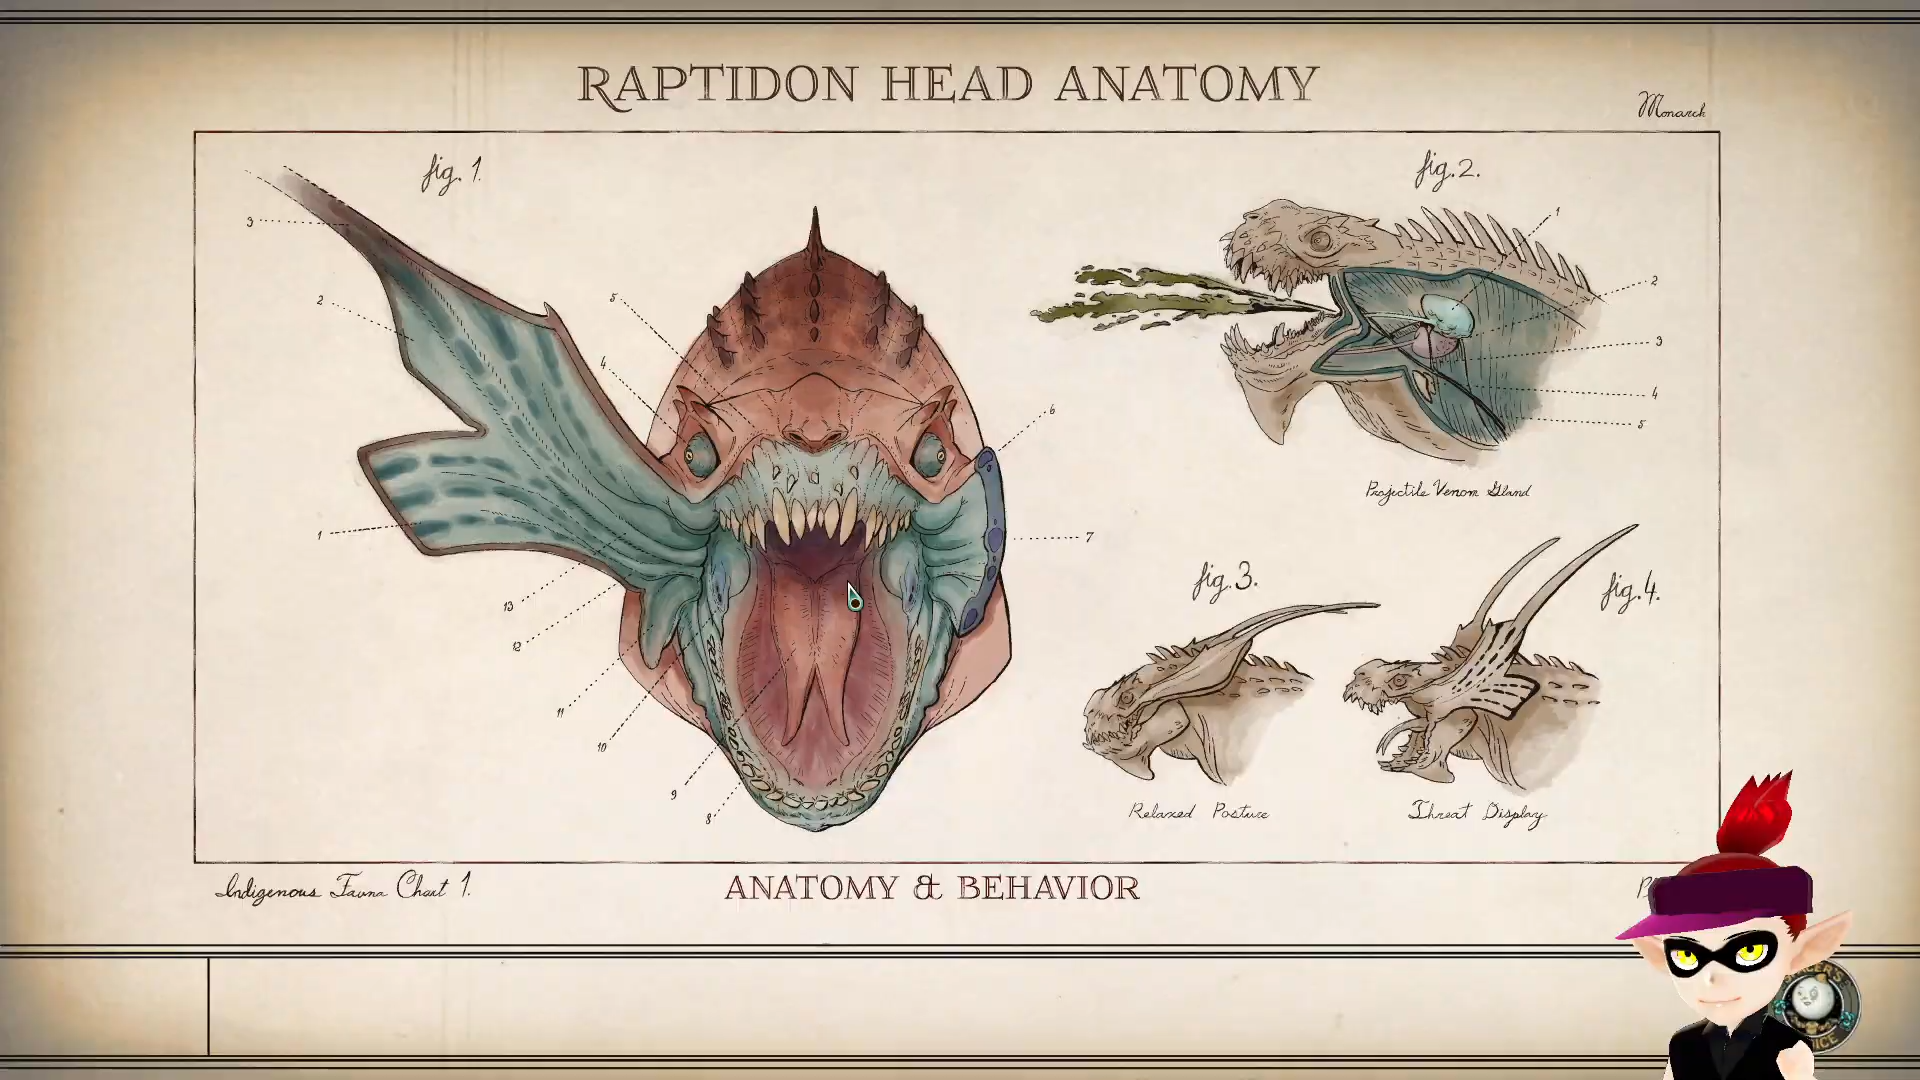 RAPTIDON HEAD ANATOMY
Monarch
fig. 1.
fig. 2.
3
2
1
5
4
6
7
13
12
11
10
9
8
1
2
3
4
5
Projectile Venom Gland
fig. 3.
fig. 4.
Relaxed Posture
Threat Display
Indigenous Fauna Chart 1.
ANATOMY & BEHAVIOR